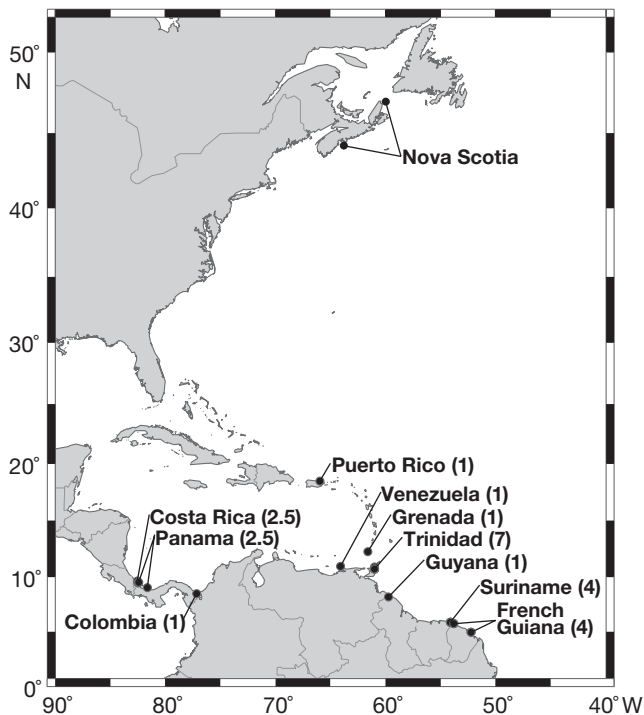 50°
N
Nova Scotia
40°
30°
20°
Puerto Rico (1)
Venezuela (1)
Costa Rica (2.5)
Grenada (1)
Panama (2.5)
Trinidad (7)
Guyana (1)
10°
Suriname (4)
French
Guiana (4)
Colombia (1)
0°
90° 80° 70° 60° 50° 40° W